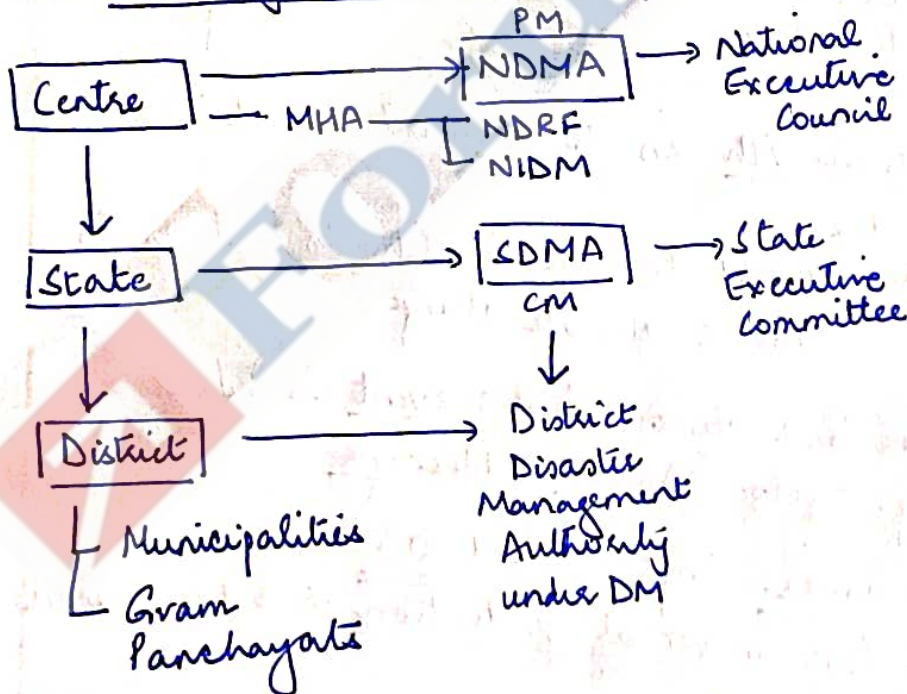 PM
Centre
NDMA
National
Executive
Council
MHA
NDRF
NIDM
State
SDMA
State
Executive
Committee
CM
District
District
Disaster
Management
Authority
under DM
Municipalities
Gram
Panchayats